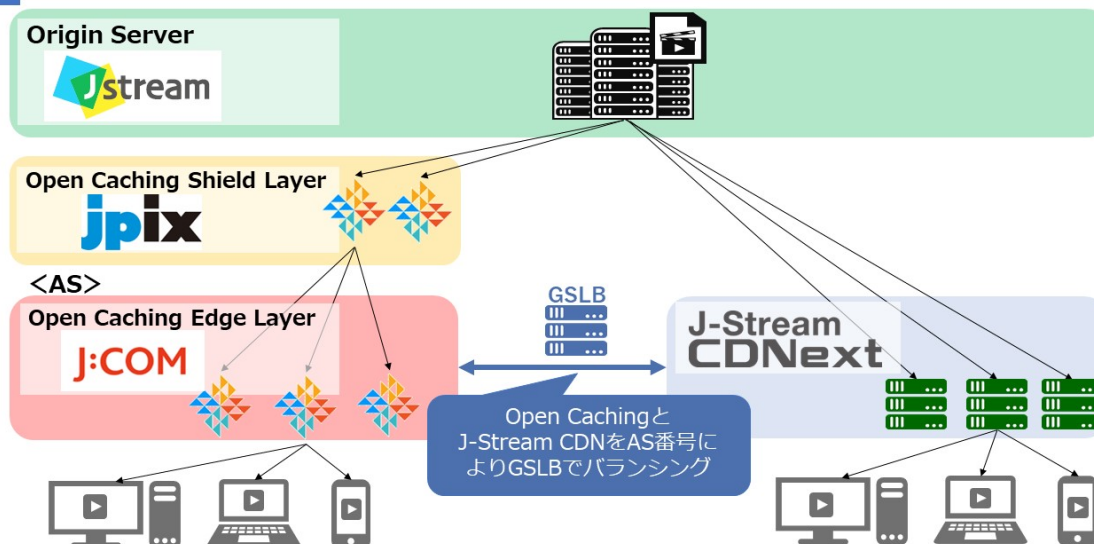 Origin Server
Jstream
Open Caching Shield Layer
jpix
<AS>
Open Caching Edge Layer
J:COM
GSLB
J-Stream
CDNext
Open Cachingと
J-Stream CDNをAS番号に
よりGSLBでバランシング